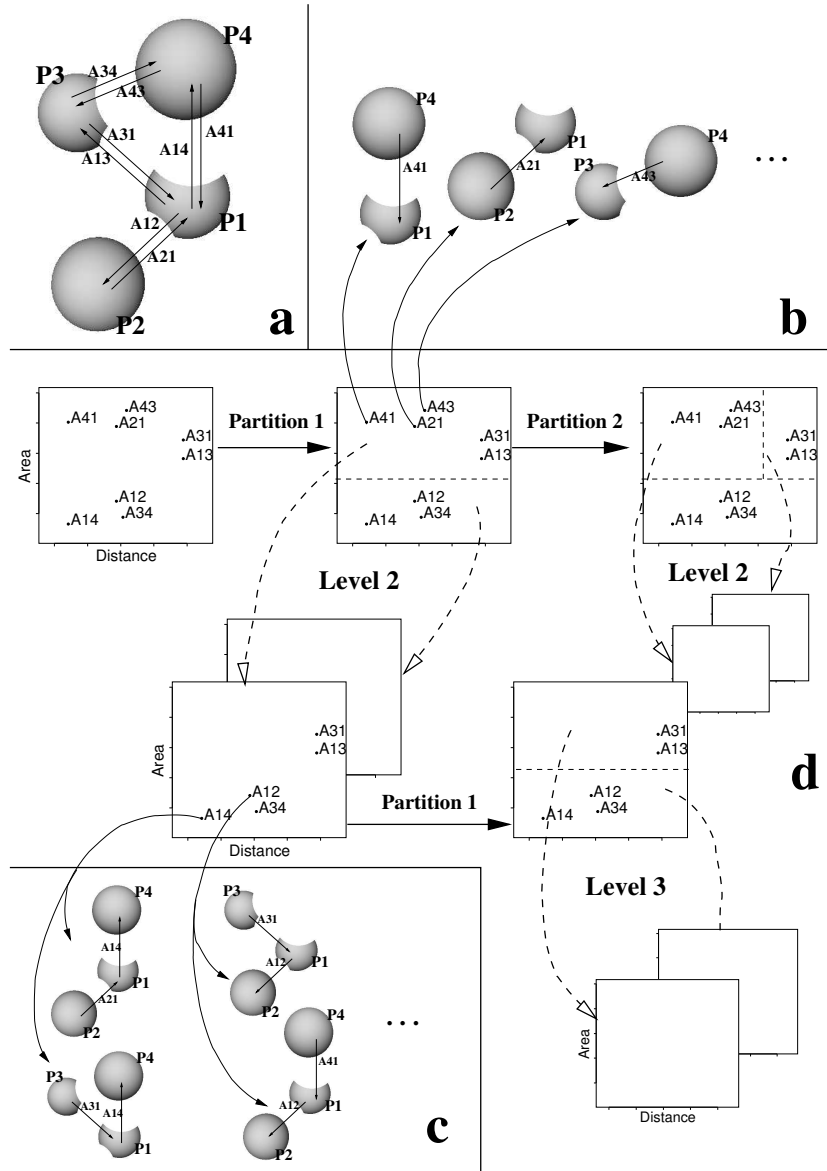 P4
P3
A34
A43
A31
A13
A14
A41
A12
P1
A21
P2
a
P4
A41
P1
P1
A21
P2
P3
A43
P4
...
b
A41
A43
A21
A31
A13
A12
A34
A14
Area
Distance
Partition 1
A41
A43
A21
A31
A13
A12
A34
A14
Partition 2
A41
A43
A21
A31
A13
A12
A34
A14
Level 2
Level 2
A31
A13
A12
A34
A14
Area
Distance
Partition 1
A31
A13
A12
A34
A14
d
Level 3
Area
Distance
P4
A14
P1
A21
P2
P3
A31
P1
A12
P2
P4
A41
P1
A12
P2
...
P3
A31
P4
A14
P1
c